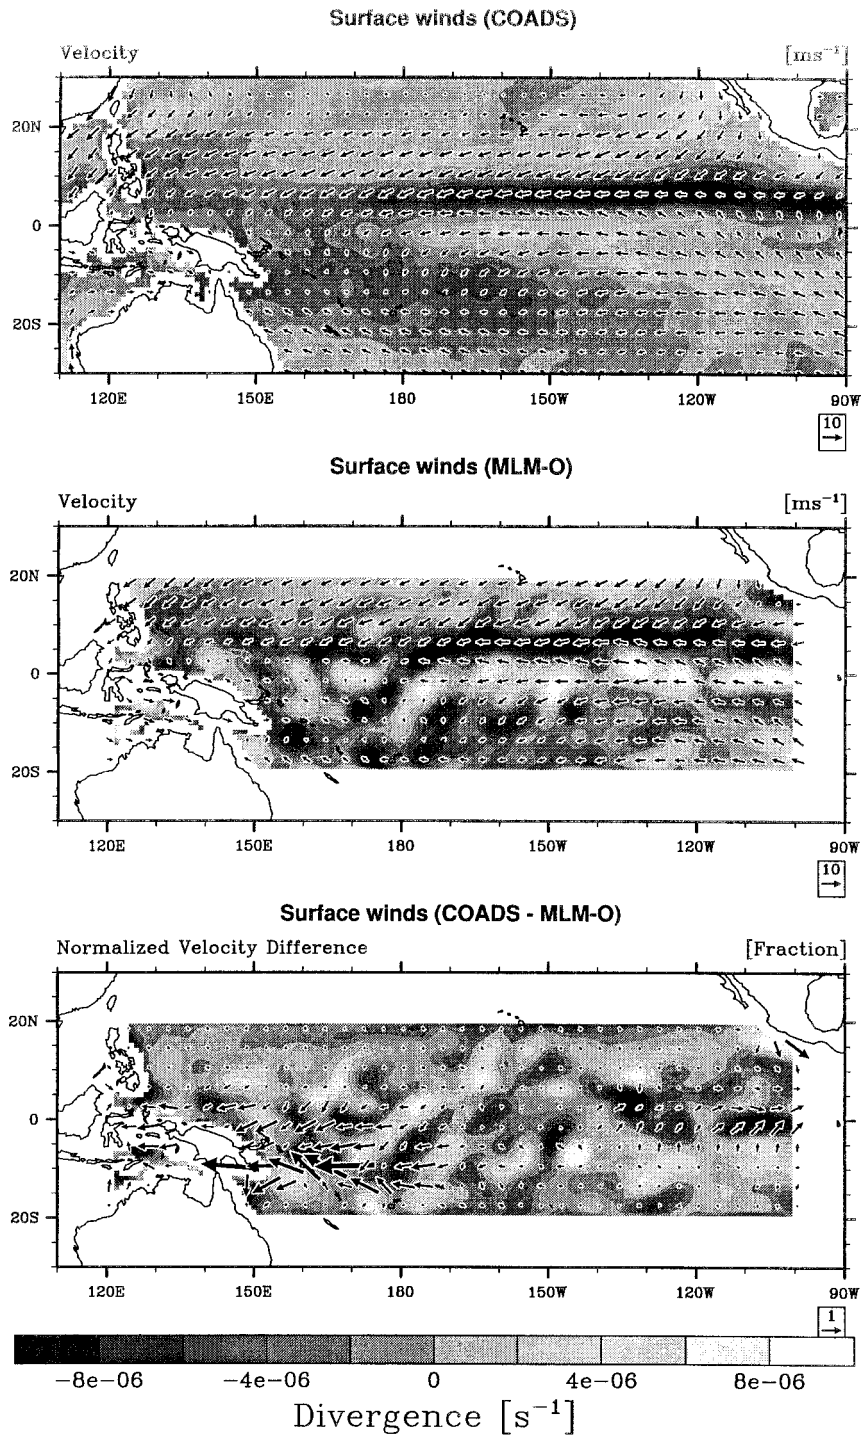 Surface winds (COADS)
Velocity [ms⁻¹]
20N
0
20S
120E 150E 180 150W 120W 90W
10
Surface winds (MLM-O)
Velocity [ms⁻¹]
20N
0
20S
120E 150E 180 150W 120W 90W
10
Surface winds (COADS - MLM-O)
Normalized Velocity Difference [Fraction]
20N
0
20S
120E 150E 180 150W 120W 90W
1
-8e-06 -4e-06 0 4e-06 8e-06
Divergence [s⁻¹]